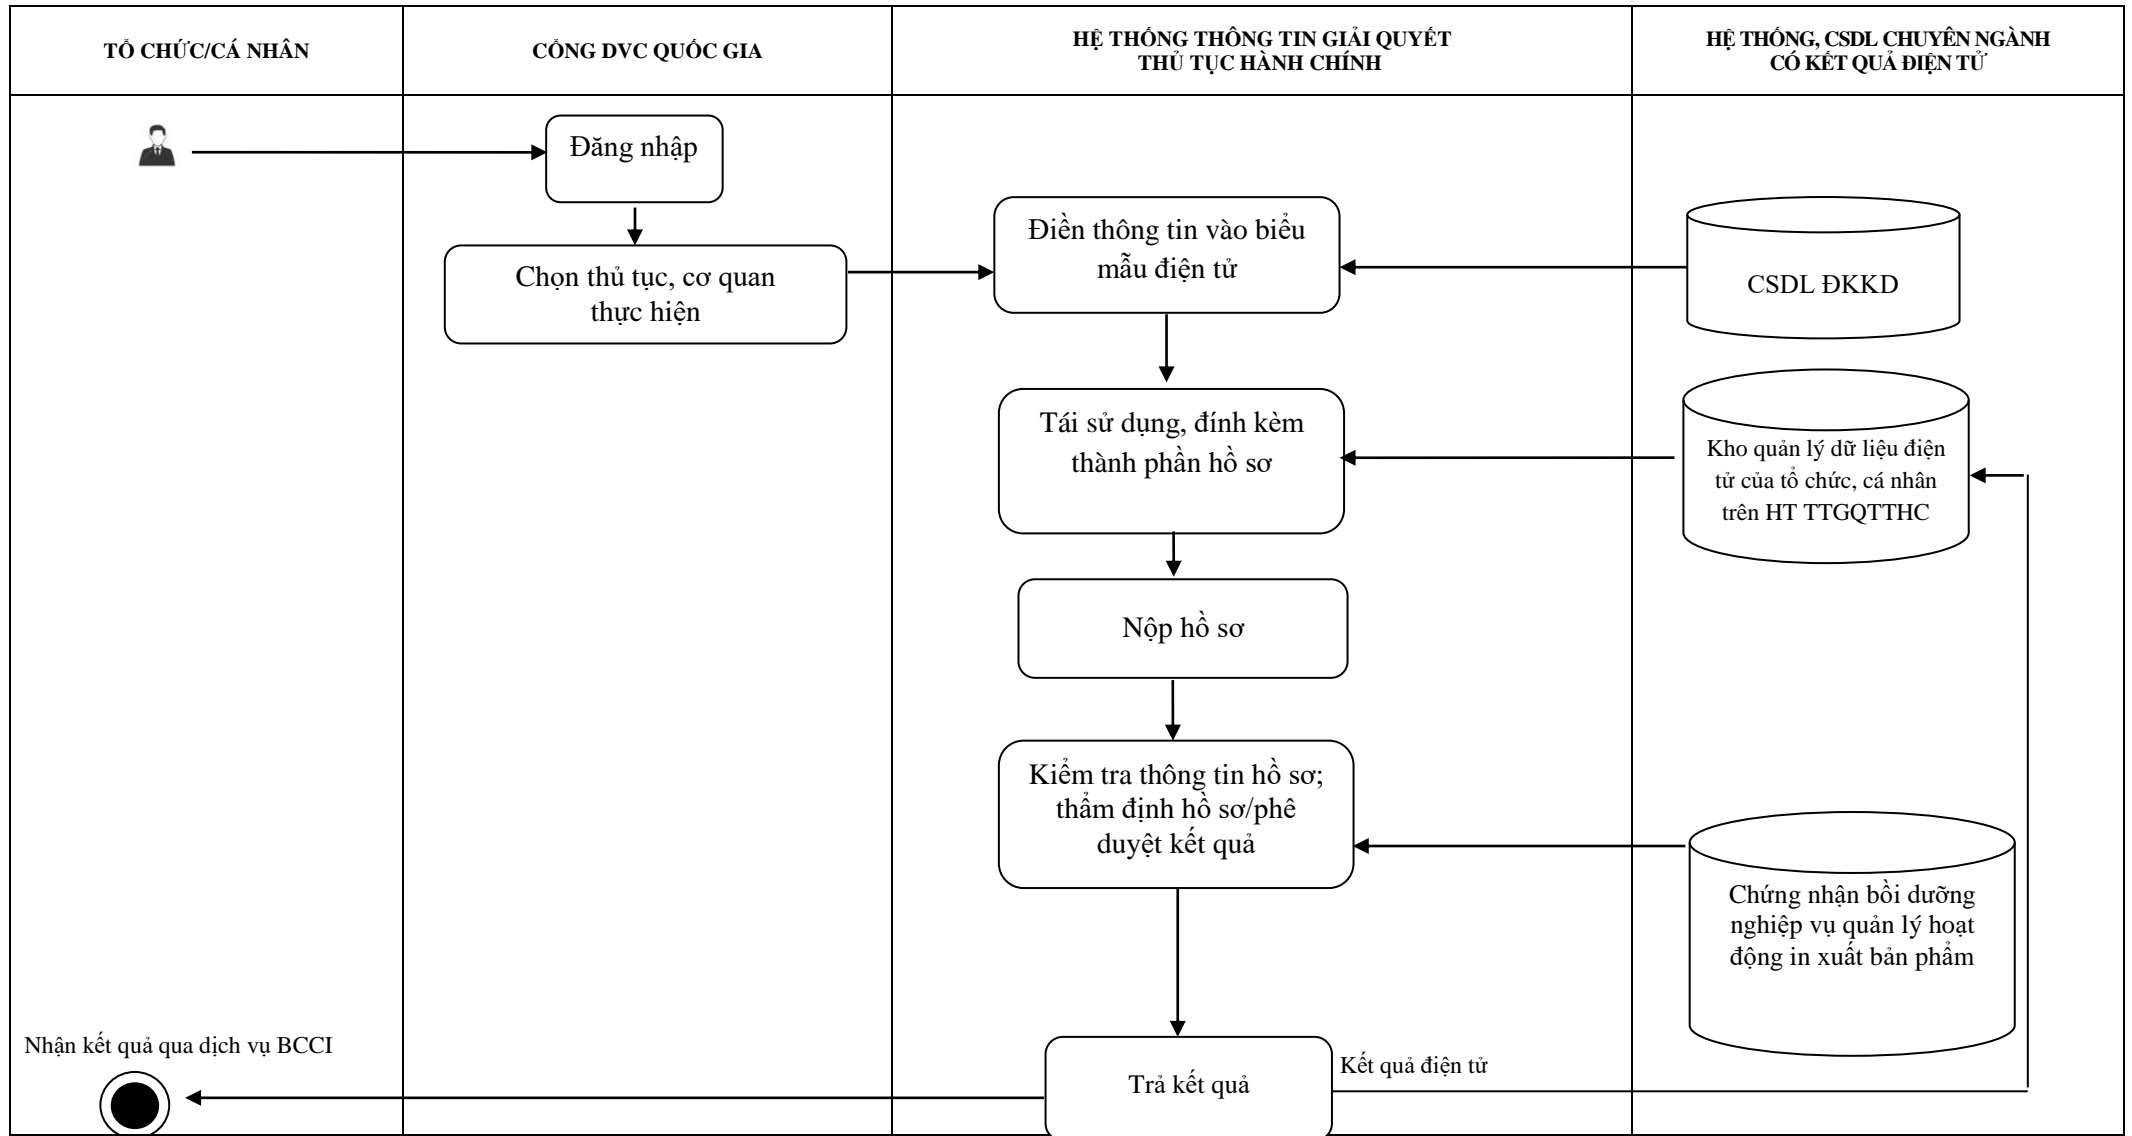 TỔ CHỨC/CÁ NHÂN
CỔNG DVC QUỐC GIA
HỆ THỐNG THÔNG TIN GIẢI QUYẾT
THỦ TỤC HÀNH CHÍNH
HỆ THỐNG, CSDL CHUYÊN NGÀNH
CÓ KẾT QUẢ ĐIỆN TỬ
Đăng nhập
Chọn thủ tục, cơ quan
thực hiện
Điền thông tin vào biểu
mẫu điện tử
CSDL ĐKKD
Tái sử dụng, đính kèm
thành phần hồ sơ
Kho quản lý dữ liệu điện
tử của tổ chức, cá nhân
trên HT TTGQTTHC
Nộp hồ sơ
Kiểm tra thông tin hồ sơ;
thẩm định hồ sơ/phê
duyệt kết quả
Chứng nhận bồi dưỡng
nghiệp vụ quản lý hoạt
động in xuất bản phẩm
Nhận kết quả qua dịch vụ BCCI
Trả kết quả
Kết quả điện tử